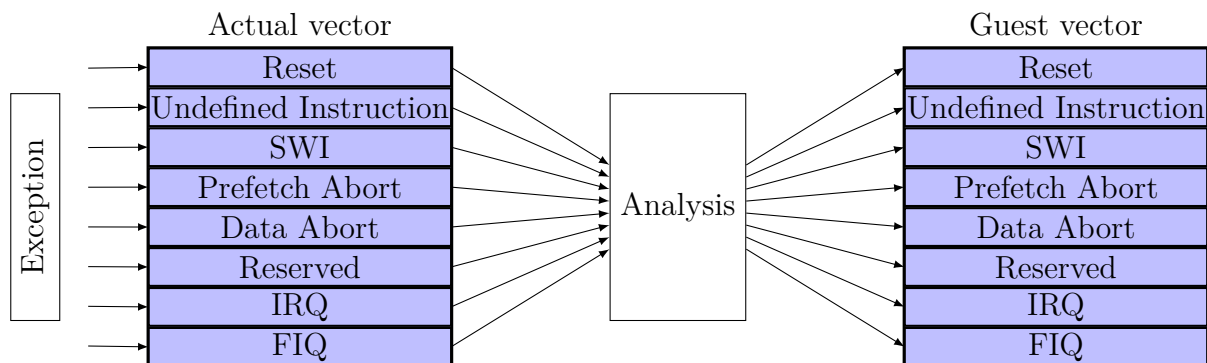 Actual vector
Guest vector
Exception
Reset
Undefined Instruction
SWI
Prefetch Abort
Data Abort
Reserved
IRQ
FIQ
Analysis
Reset
Undefined Instruction
SWI
Prefetch Abort
Data Abort
Reserved
IRQ
FIQ